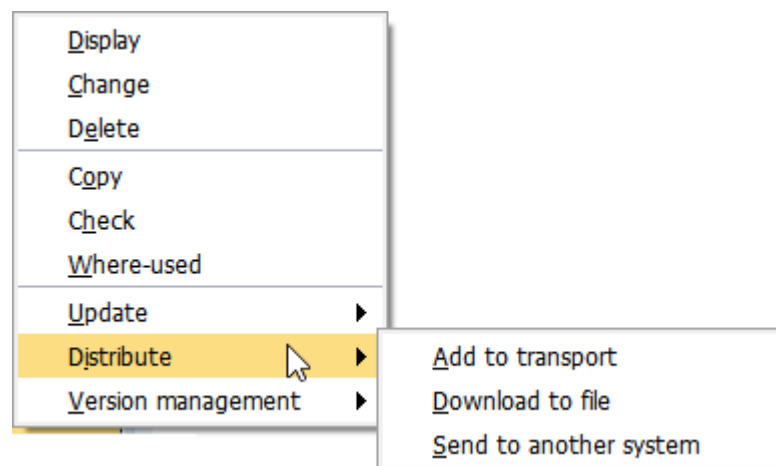 Display
Change
Delete
Copy
Check
Where-used
Update
Distribute
Version management
Add to transport
Download to file
Send to another system